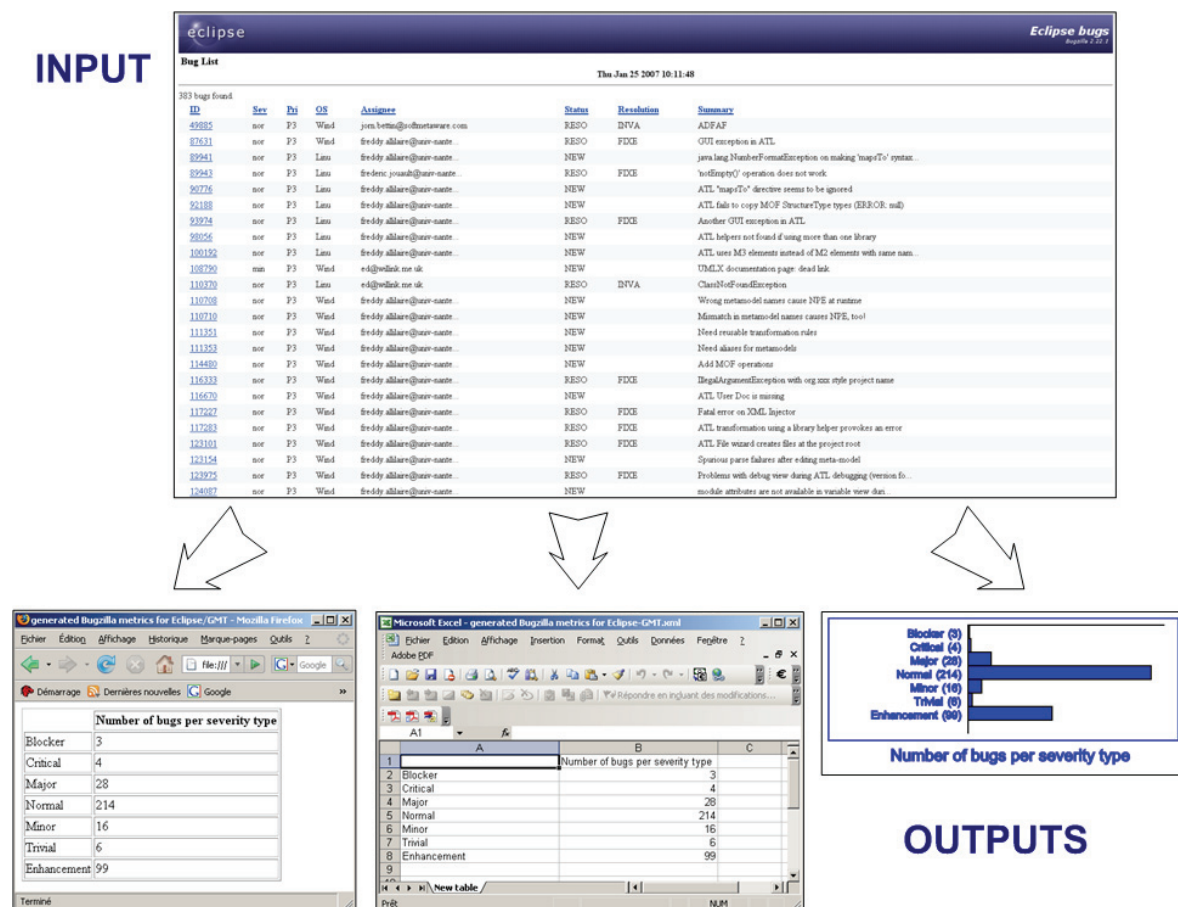 INPUT
eclipse
Eclipse bugs
Bugzilla 2.22.1
Bug List
Thu Jan 25 2007 10:11:48
383 bugs found.
ID Sev Pri OS Assignee Status Resolution Summary
49885 nor P3 Wind jorn.bettin@softmetaware.com RESO INVA ADFAF
87631 nor P3 Wind freddy.allilaire@univ-nante... RESO FIXE GUI exception in ATL
89941 nor P3 Linu freddy.allilaire@univ-nante... NEW java.lang.NumberFormatException on making 'mapsTo' syntax...
89943 nor P3 Linu frederic.jouault@univ-nante... RESO FIXE 'notEmpty()' operation does not work
90776 nor P3 Linu freddy.allilaire@univ-nante... NEW ATL "mapsTo" directive seems to be ignored
92188 nor P3 Linu freddy.allilaire@univ-nante... NEW ATL fails to copy MOF StructureType types (ERROR: null)
93974 nor P3 Linu freddy.allilaire@univ-nante... RESO FIXE Another GUI exception in ATL
98056 nor P3 Linu freddy.allilaire@univ-nante... NEW ATL helpers not found if using more than one library
100192 nor P3 Linu freddy.allilaire@univ-nante... NEW ATL uses M3 elements instead of M2 elements with same nam...
108790 min P3 Wind ed@willink.me.uk NEW UMLX documentation page: dead link
110370 nor P3 Linu ed@willink.me.uk RESO INVA ClassNotFoundException
110708 nor P3 Wind freddy.allilaire@univ-nante... NEW Wrong metamodel names cause NPE at runtime
110710 nor P3 Wind freddy.allilaire@univ-nante... NEW Mismatch in metamodel names causes NPE, too!
111351 nor P3 Wind freddy.allilaire@univ-nante... NEW Need reusable transformation rules
111353 nor P3 Wind freddy.allilaire@univ-nante... NEW Need aliases for metamodels
114480 nor P3 Wind freddy.allilaire@univ-nante... NEW Add MOF operations
116333 nor P3 Wind freddy.allilaire@univ-nante... RESO FIXE IllegalArgumentException with org.xxx style project name
116670 nor P3 Wind freddy.allilaire@univ-nante... NEW ATL User Doc is missing
117227 nor P3 Wind freddy.allilaire@univ-nante... RESO FIXE Fatal error on XML Injector
117283 nor P3 Wind freddy.allilaire@univ-nante... RESO FIXE ATL transformation using a library helper provokes an error
123101 nor P3 Wind freddy.allilaire@univ-nante... RESO FIXE ATL File wizard creates files at the project root
123154 nor P3 Wind freddy.allilaire@univ-nante... NEW Spurious parse failures after editing meta-model
123975 nor P3 Wind freddy.allilaire@univ-nante... RESO FIXE Problems with debug view during ATL debugging (version fo...
124087 nor P3 Wind freddy.allilaire@univ-nante... NEW module attributes are not available in variable view duri...
generated Bugzilla metrics for Eclipse/GMT - Mozilla Firefox
Fichier Édition Affichage Historique Marque-pages Outils ?
file:/// G Google
Démarrage Dernières nouvelles Google »
Number of bugs per severity type
Blocker 3
Critical 4
Major 28
Normal 214
Minor 16
Trivial 6
Enhancement 99
Terminé
Microsoft Excel - generated Bugzilla metrics for Eclipse-GMT.xml
Fichier Edition Affichage Insertion Format Outils Données Fenêtre ?
Adobe PDF
Répondre en incluant des modifications...
A1 fx
A B C
1 Number of bugs per severity type
2 Blocker 3
3 Critical 4
4 Major 28
5 Normal 214
6 Minor 16
7 Trivial 6
8 Enhancement 99
9
New table
Prêt NUM
Blocker (3)
Critical (4)
Major (28)
Normal (214)
Minor (16)
Trivial (6)
Enhancement (99)
Number of bugs per severity type
OUTPUTS